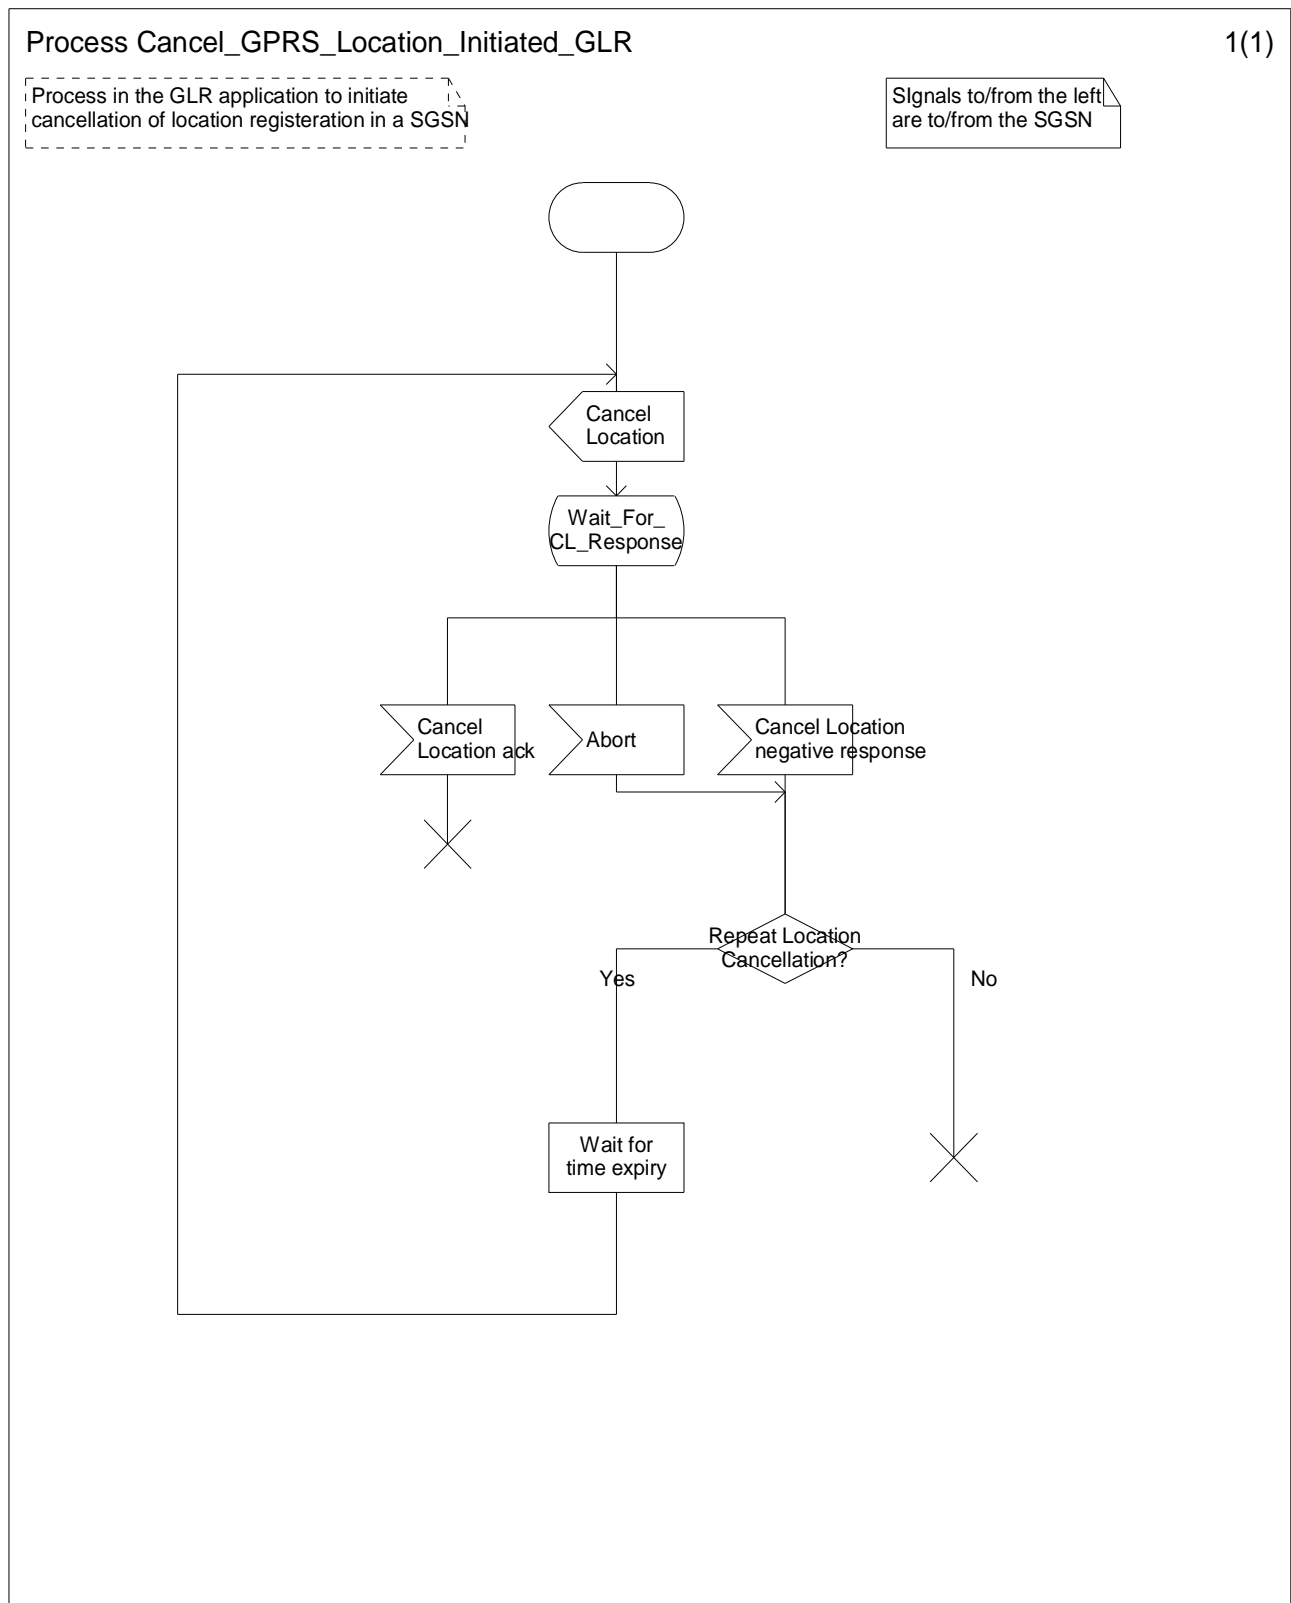 Process Cancel_GPRS_Location_Initiated_GLR
1(1)
Process in the GLR application to initiate
cancellation of location registeration in a SGSN
SIgnals to/from the left
are to/from the SGSN
Cancel
Location
Wait_For_
CL_Response
Cancel
Location ack
Abort
Cancel Location
negative response
Repeat Location
Cancellation?
Yes
No
Wait for
time expiry